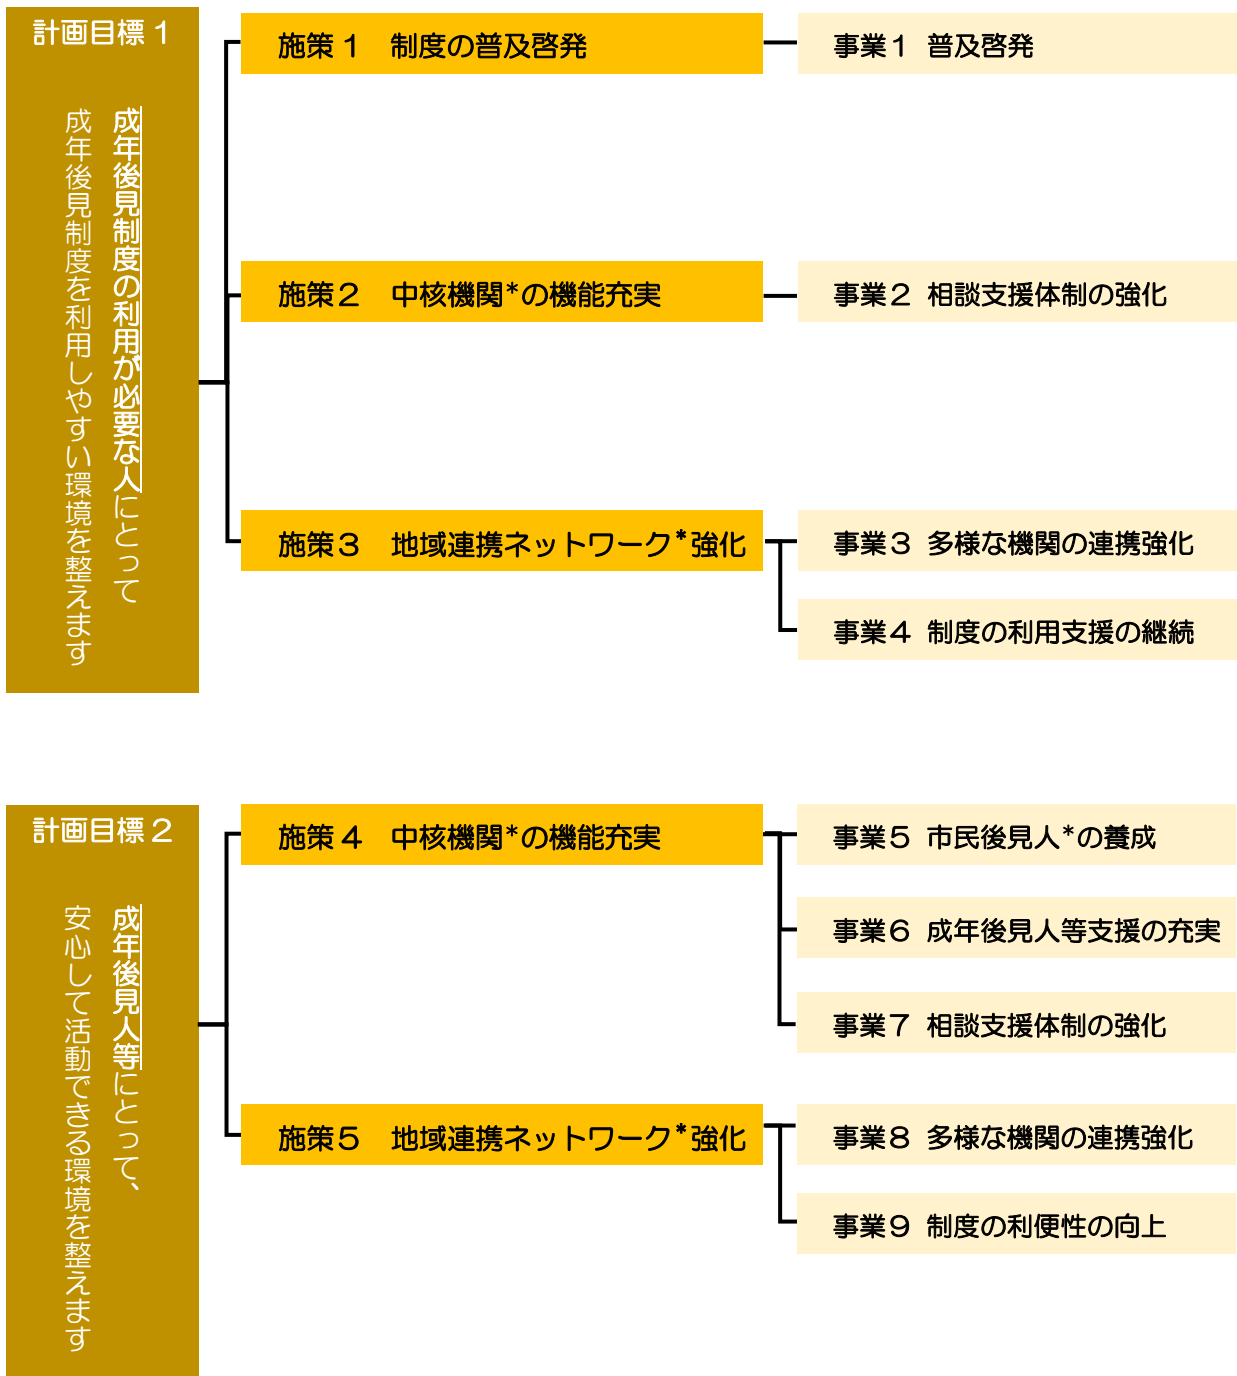 計画目標１
成年後見制度の利用が必要な人にとって
成年後見制度を利用しやすい環境を整えます
施策１　制度の普及啓発
事業１ 普及啓発
施策２　中核機関*の機能充実
事業２ 相談支援体制の強化
施策３　地域連携ネットワーク*強化
事業３ 多様な機関の連携強化
事業４ 制度の利用支援の継続
計画目標２
成年後見人等にとって、
安心して活動できる環境を整えます
施策４　中核機関*の機能充実
事業５ 市民後見人*の養成
事業６ 成年後見人等支援の充実
事業７ 相談支援体制の強化
施策５　地域連携ネットワーク*強化
事業８ 多様な機関の連携強化
事業９ 制度の利便性の向上